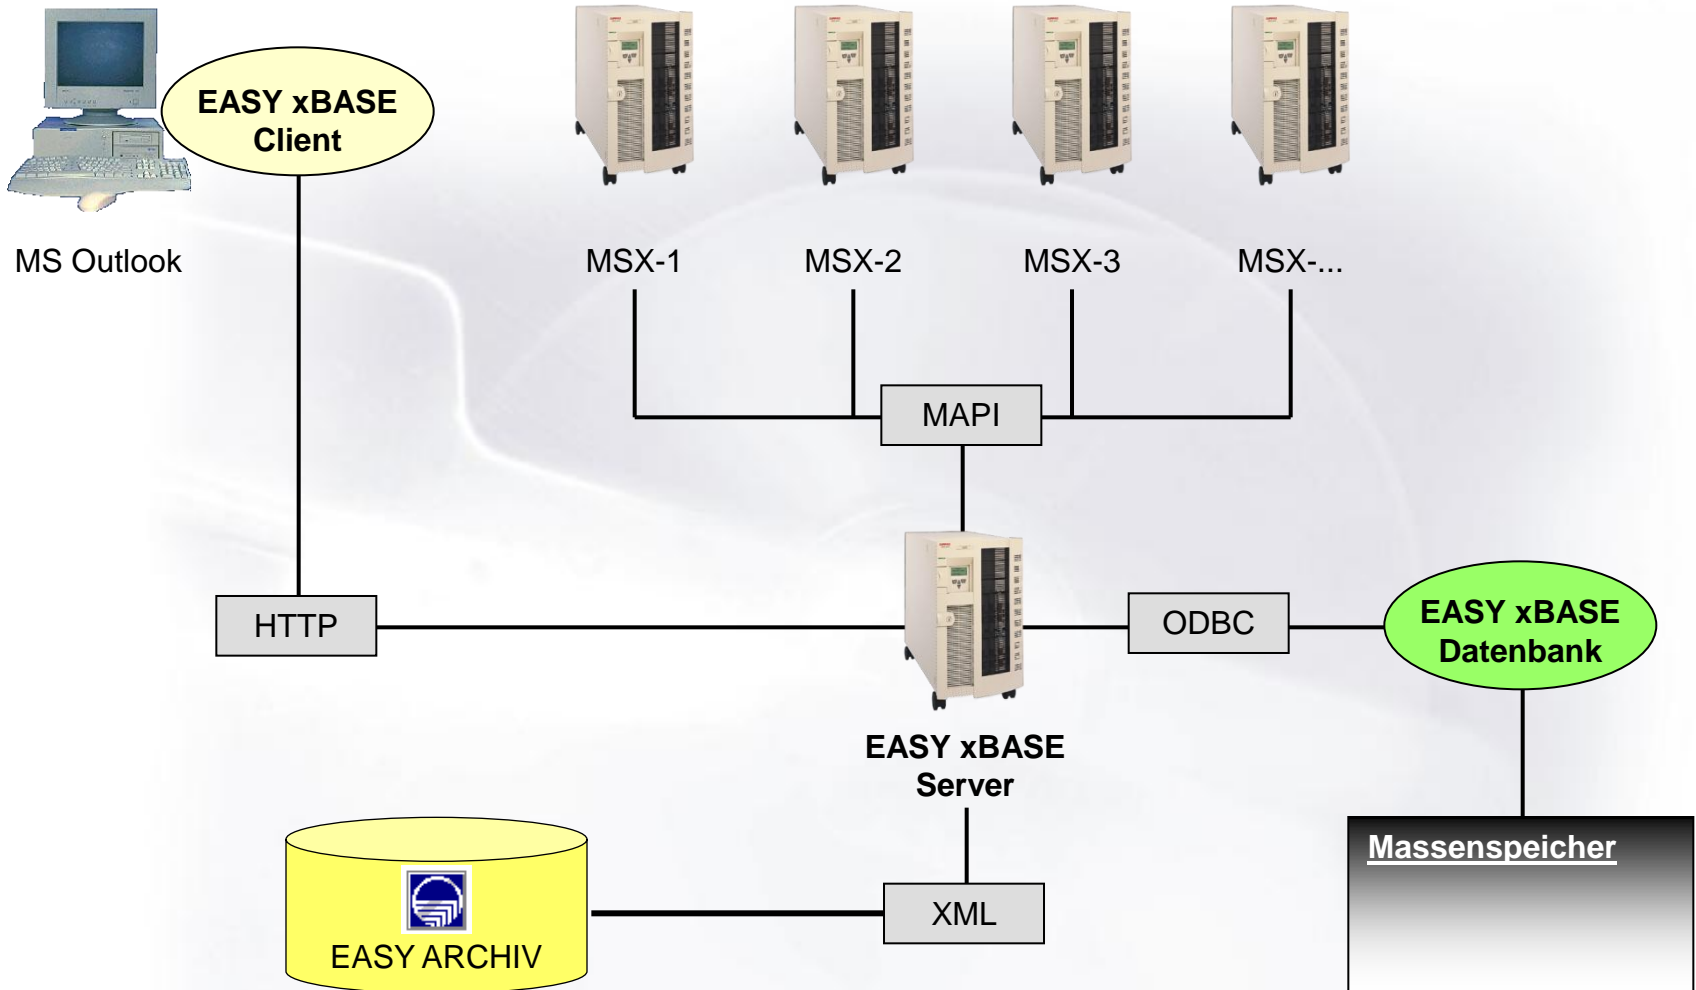 EASY xBASE
Client
MS Outlook
MSX-1
MSX-2
MSX-3
MSX-...
MAPI
HTTP
ODBC
EASY xBASE
Datenbank
EASY xBASE
Server
Massenspeicher
XML
EASY ARCHIV